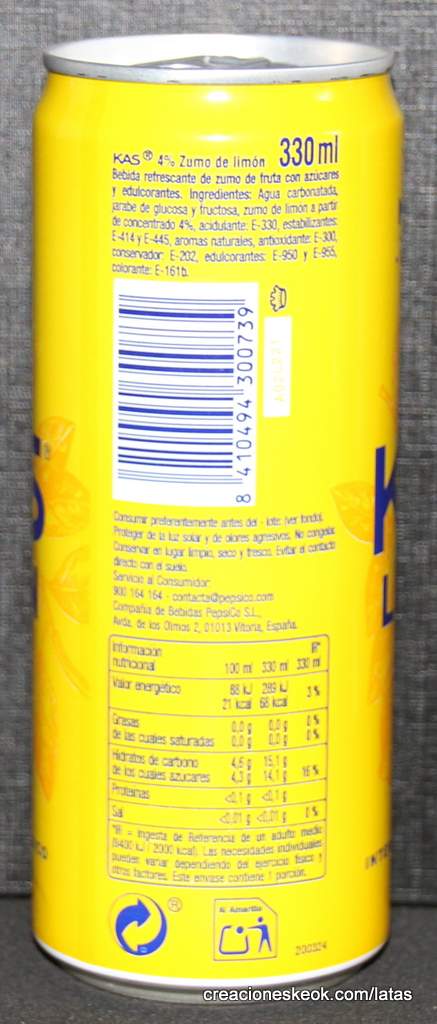 KAS® 4% Zumo de limón 330 ml
Bebida refrescante de zumo de fruta con azúcares
y edulcorantes. Ingredientes: Agua carbonatada,
jarabe de glucosa y fructosa, zumo de limón a partir
de concentrado 4%, acidulante: E-330, estabilizantes:
E-414 y E-445, aromas naturales, antioxidante: E-300,
conservador: E-202, edulcorantes: E-950 y E-955,
colorante: E-161b.
8 410494 300739
Consumir preferentemente antes del - lote: (ver fondo).
Proteger de la luz solar y de olores agresivos. No congelar.
Conservar en lugar limpio, seco y fresco. Evitar el contacto
directo con el suelo.
Servicio al Consumidor
900 164 164 - contacta@pepsico.com
Compañía de Bebidas PepsiCo S.L.,
Avda. de los Olmos 2, 01013 Vitoria, España.
Información nutricional 100 ml 330 ml IR* 330 ml
Valor energético 88 kJ 289 kJ 3%
21 kcal 68 kcal
Grasas 0,0 g 0,0 g 0%
de las cuales saturadas 0,0 g 0,0 g 0%
Hidratos de carbono 4,6 g 15,1 g
de los cuales azúcares 4,3 g 14,1 g 16%
Proteínas <0,1 g <0,1 g
Sal <0,01 g <0,01 g 0%
*IR = Ingesta de Referencia de un adulto medio
(8400 kJ / 2000 kcal). Las necesidades individuales
pueden variar dependiendo del ejercicio físico y
otros factores. Este envase contiene 1 porción.
®
Al Amarillo
200324
creacioneskeok.com/latas